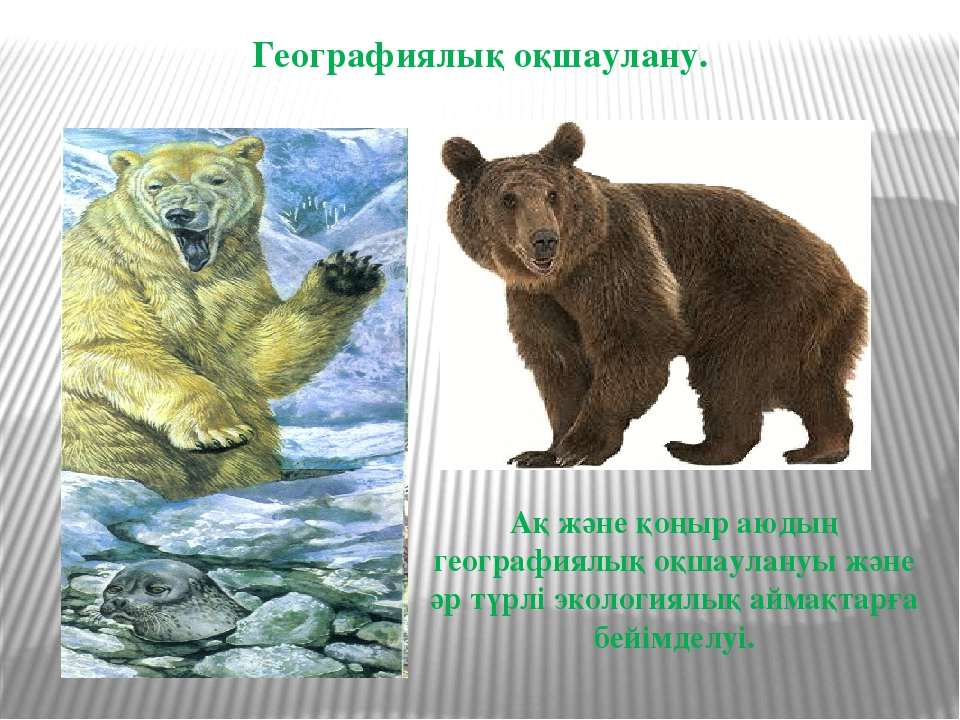 Географиялық оқшаулану.
Ақ және қоңыр аюдың
географиялық оқшаулануы және
әр түрлі экологиялық аймақтарға
бейімделуі.